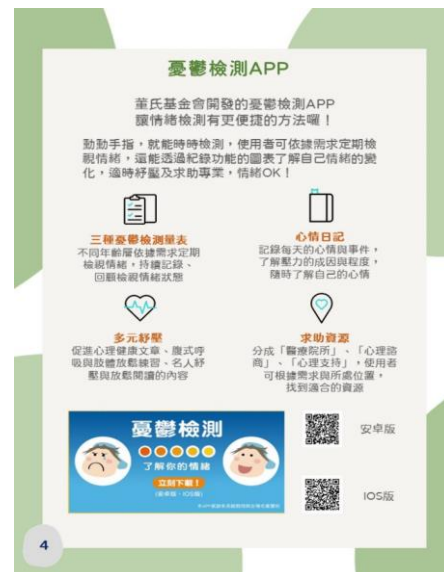 憂鬱檢測APP
董氏基金會開發的憂鬱檢測APP
讓情緒檢測有更便捷的方法囉！
動動手指，就能時時檢測，使用者可依據需求定期檢
視情緒，還能透過紀錄功能的圖表了解自己情緒的變
化，適時紓壓及求助專業，情緒OK！
三種憂鬱檢測量表
不同年齡層依據需求定期
檢視情緒，持續記錄、
回顧檢視情緒狀態
心情日記
記錄每天的心情與事件，
了解壓力的成因與程度，
隨時了解自己的心情
多元紓壓
促進心理健康文章、腹式呼
吸與肢體放鬆練習、名人紓
壓與放鬆閱讀的內容
求助資源
分成「醫療院所」、「心理諮
商」、「心理支持」，使用者
可根據需求與所處位置，
找到適合的資源
憂鬱檢測
了解你的情緒
立刻下載！
(安卓版、IOS版)
安卓版
IOS版
4